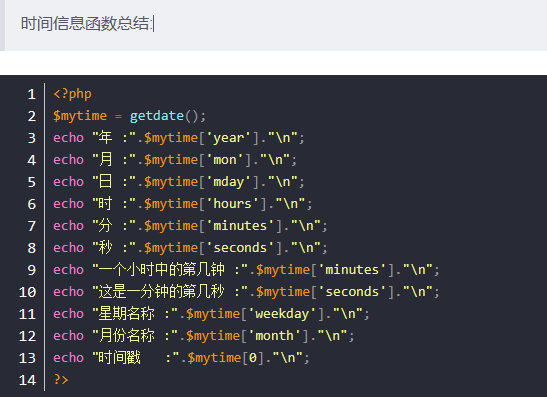 时间信息函数总结:
1 <?php
2 $mytime = getdate();
3 echo "年 :".$mytime['year']."\n";
4 echo "月 :".$mytime['mon']."\n";
5 echo "日 :".$mytime['mday']."\n";
6 echo "时 :".$mytime['hours']."\n";
7 echo "分 :".$mytime['minutes']."\n";
8 echo "秒 :".$mytime['seconds']."\n";
9 echo "一个小时中的第几钟 :".$mytime['minutes']."\n";
10 echo "这是一分钟的第几秒 :".$mytime['seconds']."\n";
11 echo "星期名称 :".$mytime['weekday']."\n";
12 echo "月份名称 :".$mytime['month']."\n";
13 echo "时间戳   :".$mytime[0]."\n";
14 ?>